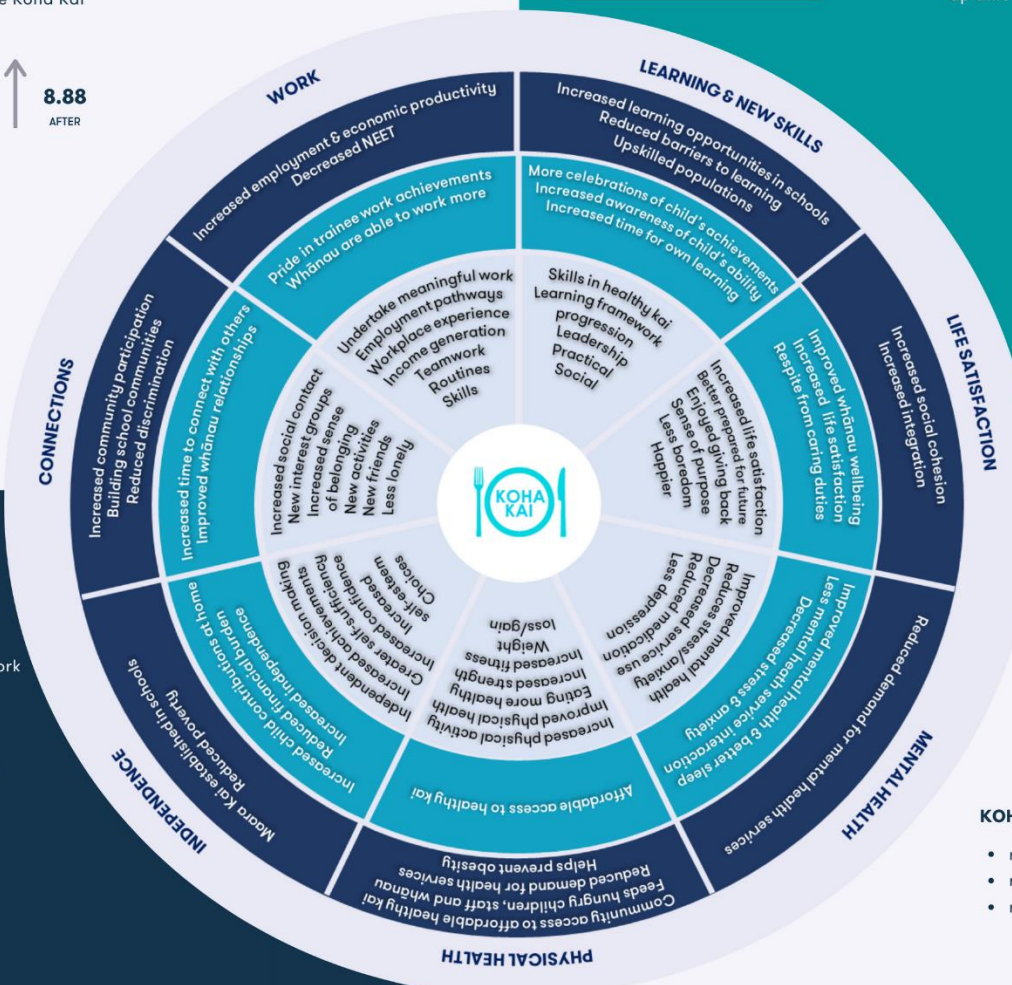 e Koha Kai
8.88
AFTER
WORK
Increased employment & economic productivity
Decreased NEET
Pride in trainee work achievements
Whānau are able to work more
Undertake meaningful work
Employment pathways
Workplace experience
Income generation
Teamwork
Routines
Skills
LEARNING & NEW SKILLS
Increased learning opportunities in schools
Reduced barriers to learning
Upskilled populations
More celebrations of child's achievements
Increased awareness of child's ability
Increased time for own learning
Skills in healthy kai
Learning framework
progression
Leadership
Practical
Social
LIFE SATISFACTION
Increased social cohesion
Increased integration
Improved whānau wellbeing
Increased life satisfaction
Respite from caring duties
Increased life satisfaction
Better prepared for future
Enjoyed giving back
Sense of purpose
Less boredom
Happier
MENTAL HEALTH
Reduced demand for mental health services
Improved mental health & better sleep
Less mental health service interaction
Decreased stress & anxiety
Improved mental health
Reduces stress/anxiety
Decreased service use
Reduced medication
Less depression
PHYSICAL HEALTH
Community access to affordable healthy kai
Feeds hungry children, staff and whānau
Reduced demand for health services
Helps prevent obesity
Affordable access to healthy kai
Increased physical activity
Improved physical health
Eating more healthy
Increased strength
Increased fitness
Weight
loss/gain
INDEPENDENCE
Maara Kai established in schools
Reduced poverty
Increased child contributions at home
Reduced financial burden
Increased independence
Independent decision making
Increased achievements
Greater self-sufficiency
Increased confidence
Increased
self-esteem
Choices
CONNECTIONS
Increased community participation
Building school communities
Reduced discrimination
Increased time to connect with others
Improved whānau relationships
Increased social contact
New interest groups
Increased sense
of belonging
New activities
New friends
Less lonely
KOHA
KAI
ork
KOH